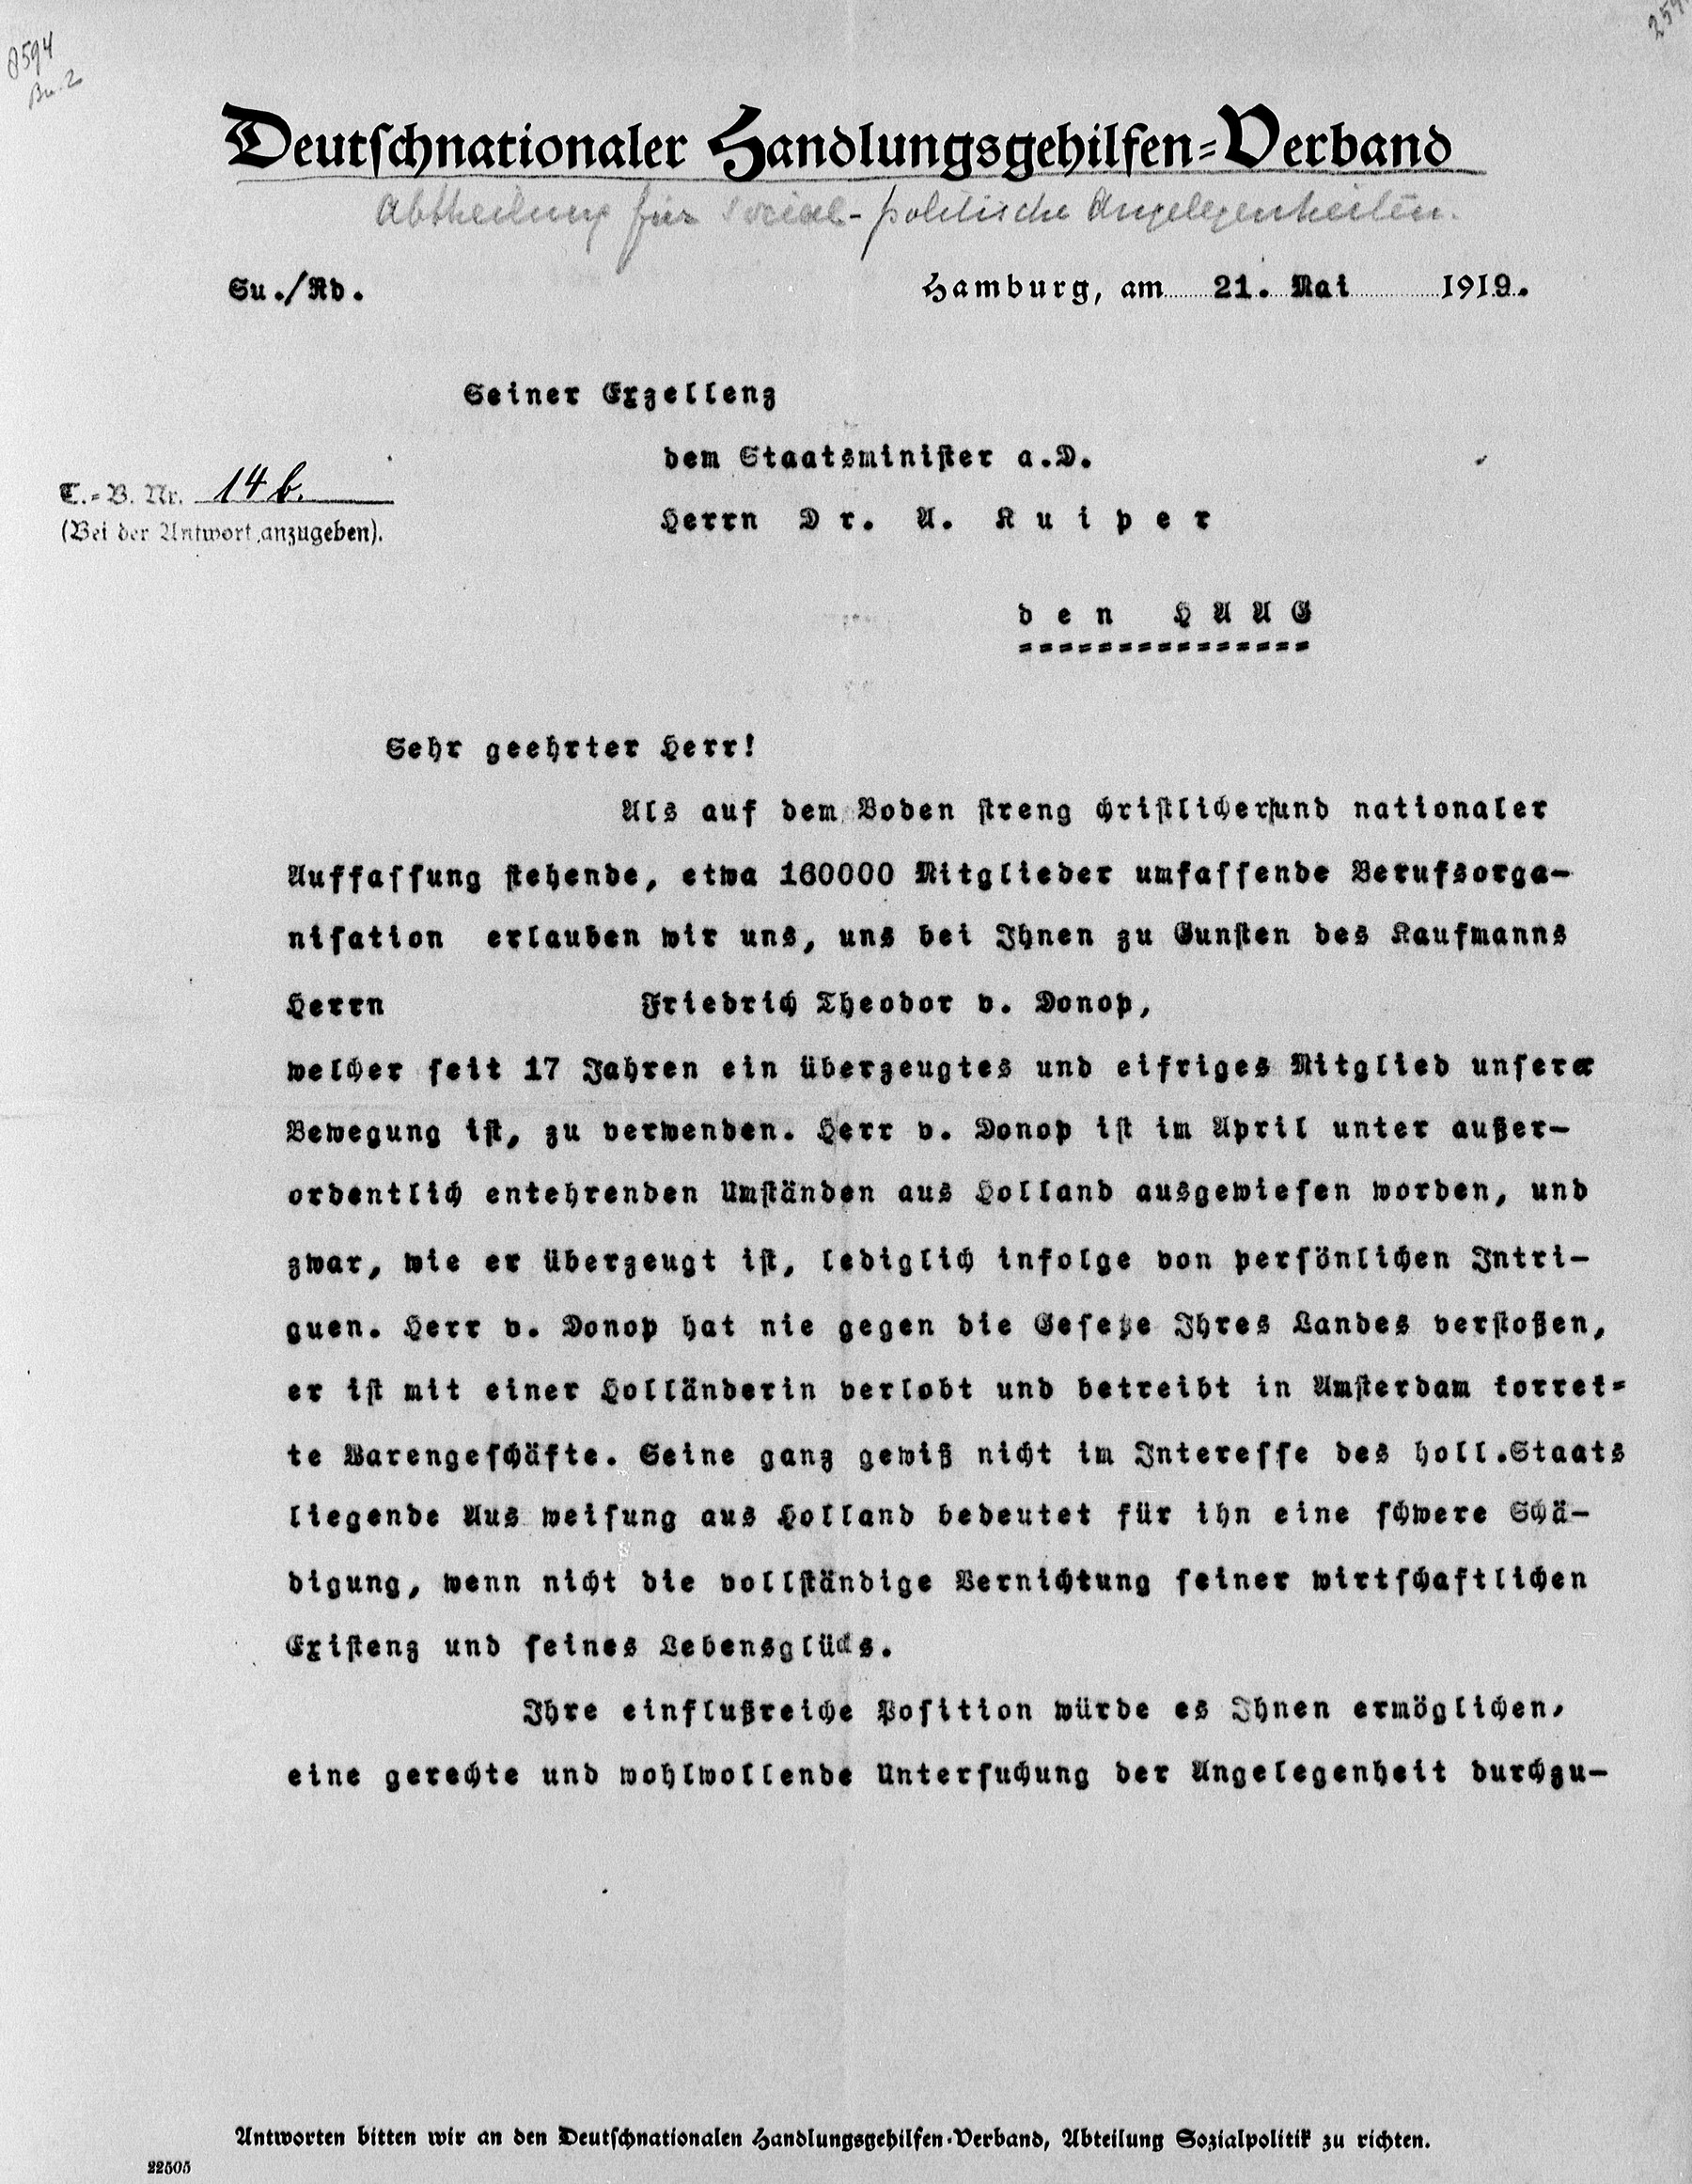 8594
Deutschnationaler Handlungsgehilfen-Verband
Abtheilung für Social-politische Angelegenheiten.
Su./Rd.
Hamburg, am 21. Mai 1919.
Seiner Exzellenz
dem Staatsminister a.D.
T.-B. Nr. 14 b.
Herrn Dr. A. Kuiper
(Bei der Antwort anzugeben).
den HAAG
Sehr geehrter Herr!
Als auf dem Boden streng christlicher und nationaler
Auffassung stehende, etwa 160000 Mitglieder umfassende Berufsorga-
nisation erlauben wir uns, uns bei Ihnen zu Gunsten des Kaufmanns
Herrn Friedrich Theodor v. Donop,
welcher seit 17 Jahren ein überzeugtes und eifriges Mitglied unserer
Bewegung ist, zu verwenden. Herr v. Donop ist im April unter außer-
ordentlich entehrenden Umständen aus Holland ausgewiesen worden, und
zwar, wie er überzeugt ist, lediglich infolge von persönlichen Intri-
guen. Herr v. Donop hat nie gegen die Gesetze Ihres Landes verstoßen,
er ist mit einer Holländerin verlobt und betreibt in Amsterdam korrek-
te Warengeschäfte. Seine ganz gewiß nicht im Interesse des holl.Staats
liegende Aus weisung aus Holland bedeutet für ihn eine schwere Schä-
digung, wenn nicht die vollständige Vernichtung seiner wirtschaftlichen
Existenz und seines Lebensglücks.
Ihre einflußreiche Position würde es Ihnen ermöglichen,
eine gerechte und wohlwollende Untersuchung der Angelegenheit durchzu-
Antworten bitten wir an den Deutschnationalen Handlungsgehilfen-Verband, Abteilung Sozialpolitik zu richten.
22505